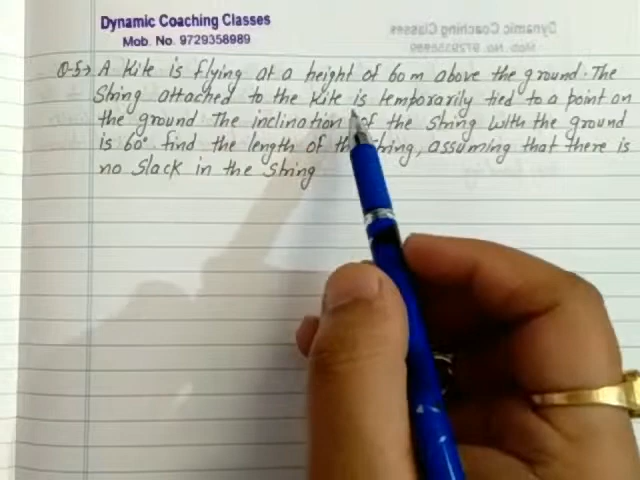 Dynamic Coaching Classes
Mob. No. 9729358989
Q-5→ A Kite is flying at a height of 60m above the ground. The
String attached to the Kite is temporarily tied to a point on
the ground The inclination of the String with the ground
is 60° find the length of the String, assuming that there is
no Slack in the String